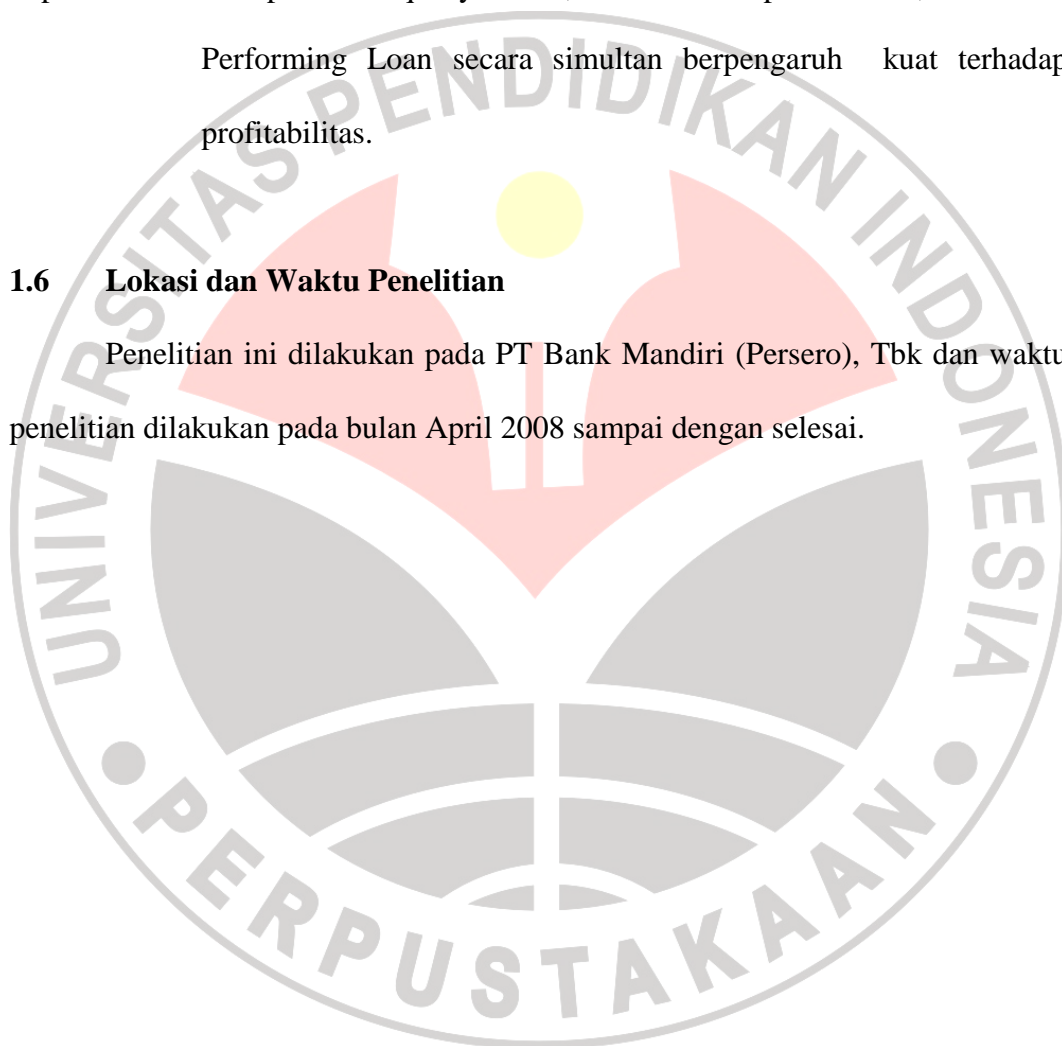 Performing Loan secara simultan berpengaruh kuat terhadap
profitabilitas.
1.6 Lokasi dan Waktu Penelitian
Penelitian ini dilakukan pada PT Bank Mandiri (Persero), Tbk dan waktu
penelitian dilakukan pada bulan April 2008 sampai dengan selesai.
UNIVERSITAS PENDIDIKAN INDONESIA
PERPUSTAKAAN